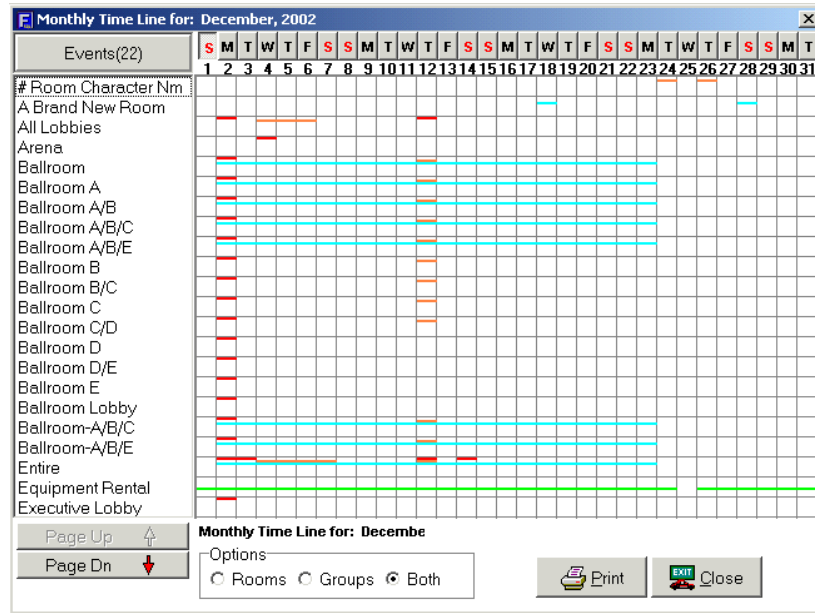 Monthly Time Line for: December, 2002
Events(22)
S M T W T F S S M T W T F S S M T W T F S S M T W T F S S M T
1 2 3 4 5 6 7 8 9 10 11 12 13 14 15 16 17 18 19 20 21 22 23 24 25 26 27 28 29 30 31
# Room Character Nm
A Brand New Room
All Lobbies
Arena
Ballroom
Ballroom A
Ballroom A/B
Ballroom A/B/C
Ballroom A/B/E
Ballroom B
Ballroom B/C
Ballroom C
Ballroom C/D
Ballroom D
Ballroom D/E
Ballroom E
Ballroom Lobby
Ballroom-A/B/C
Ballroom-A/B/E
Entire
Equipment Rental
Executive Lobby
Page Up
Page Dn
Monthly Time Line for: Decembe
Options
Rooms Groups Both
Print
EXIT Close